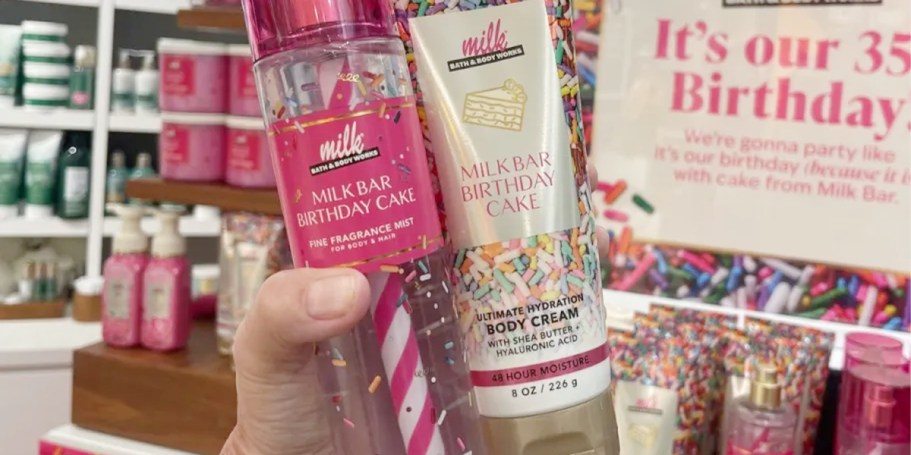 milk
BATH & BODY WORKS
MILK BAR
BIRTHDAY CAKE
FINE FRAGRANCE MIST
FOR BODY & HAIR
milk
BATH & BODY WORKS
MILK BAR
BIRTHDAY
CAKE
ULTIMATE HYDRATION
BODY CREAM
WITH SHEA BUTTER +
HYALURONIC ACID
48 HOUR MOISTURE
8 OZ / 226 g
BATH & BODY WORKS
It's our 35
Birthday!
We're gonna party like
it's our birthday (because it is
with cake from Milk Bar.